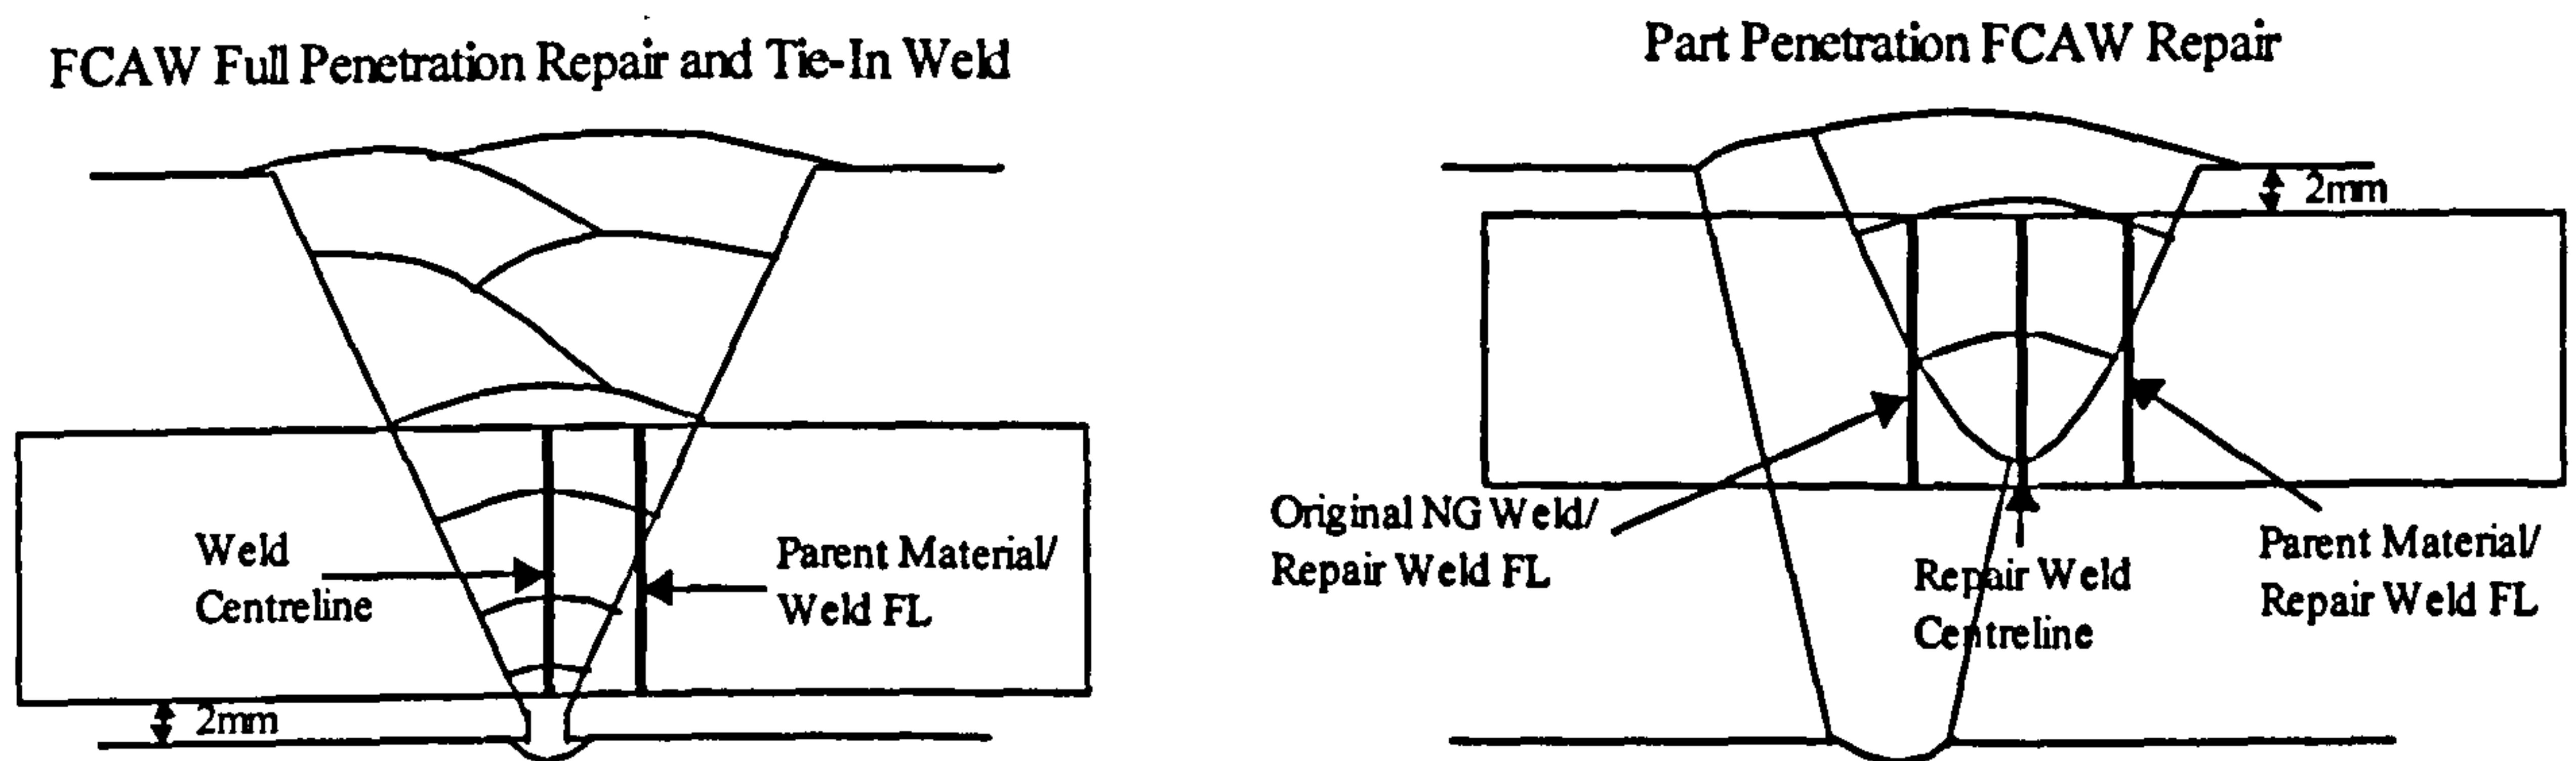 FCAW Full Penetration Repair and Tie-In Weld
Weld
Centreline
Parent Material/
Weld FL
2mm
Part Penetration FCAW Repair
2mm
Original NG Weld/
Repair Weld FL
Repair Weld
Centreline
Parent Material/
Repair Weld FL